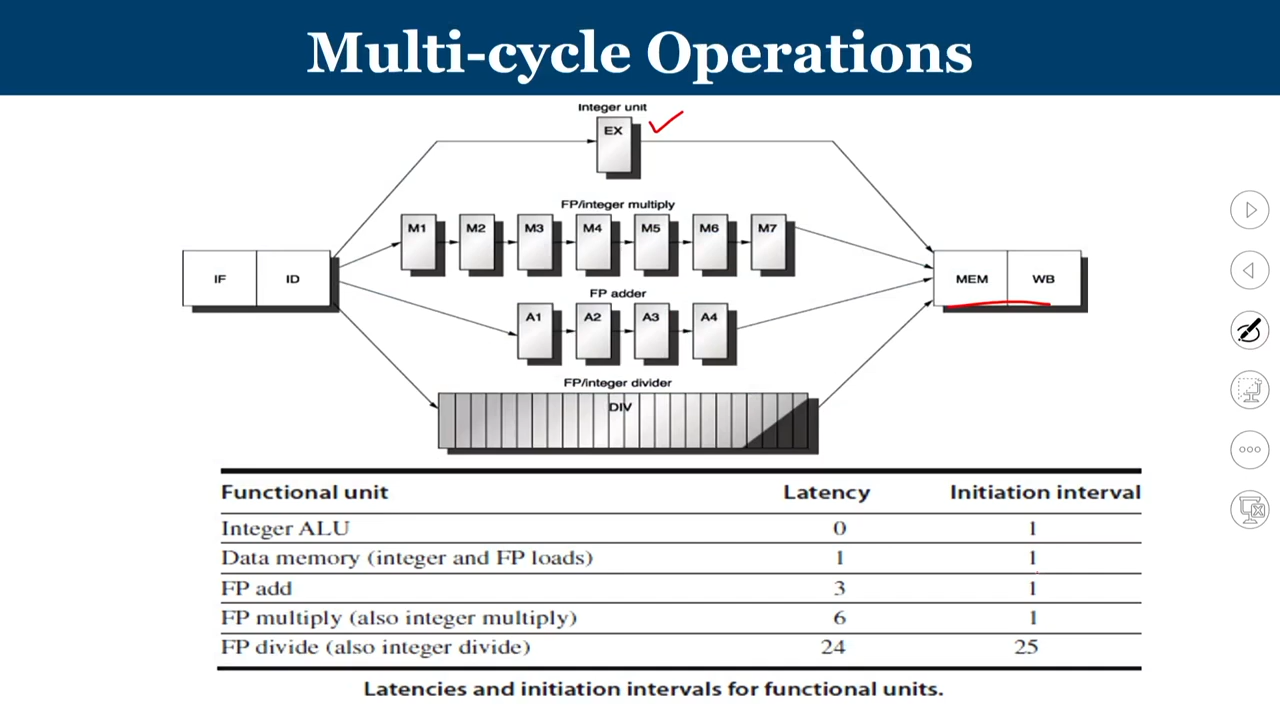 Multi-cycle Operations
Integer unit
EX
FP/integer multiply
M1 M2 M3 M4 M5 M6 M7
IF ID MEM WB
FP adder
A1 A2 A3 A4
FP/integer divider
DIV
Functional unit Latency Initiation interval
Integer ALU 0 1
Data memory (integer and FP loads) 1 1
FP add 3 1
FP multiply (also integer multiply) 6 1
FP divide (also integer divide) 24 25
Latencies and initiation intervals for functional units.